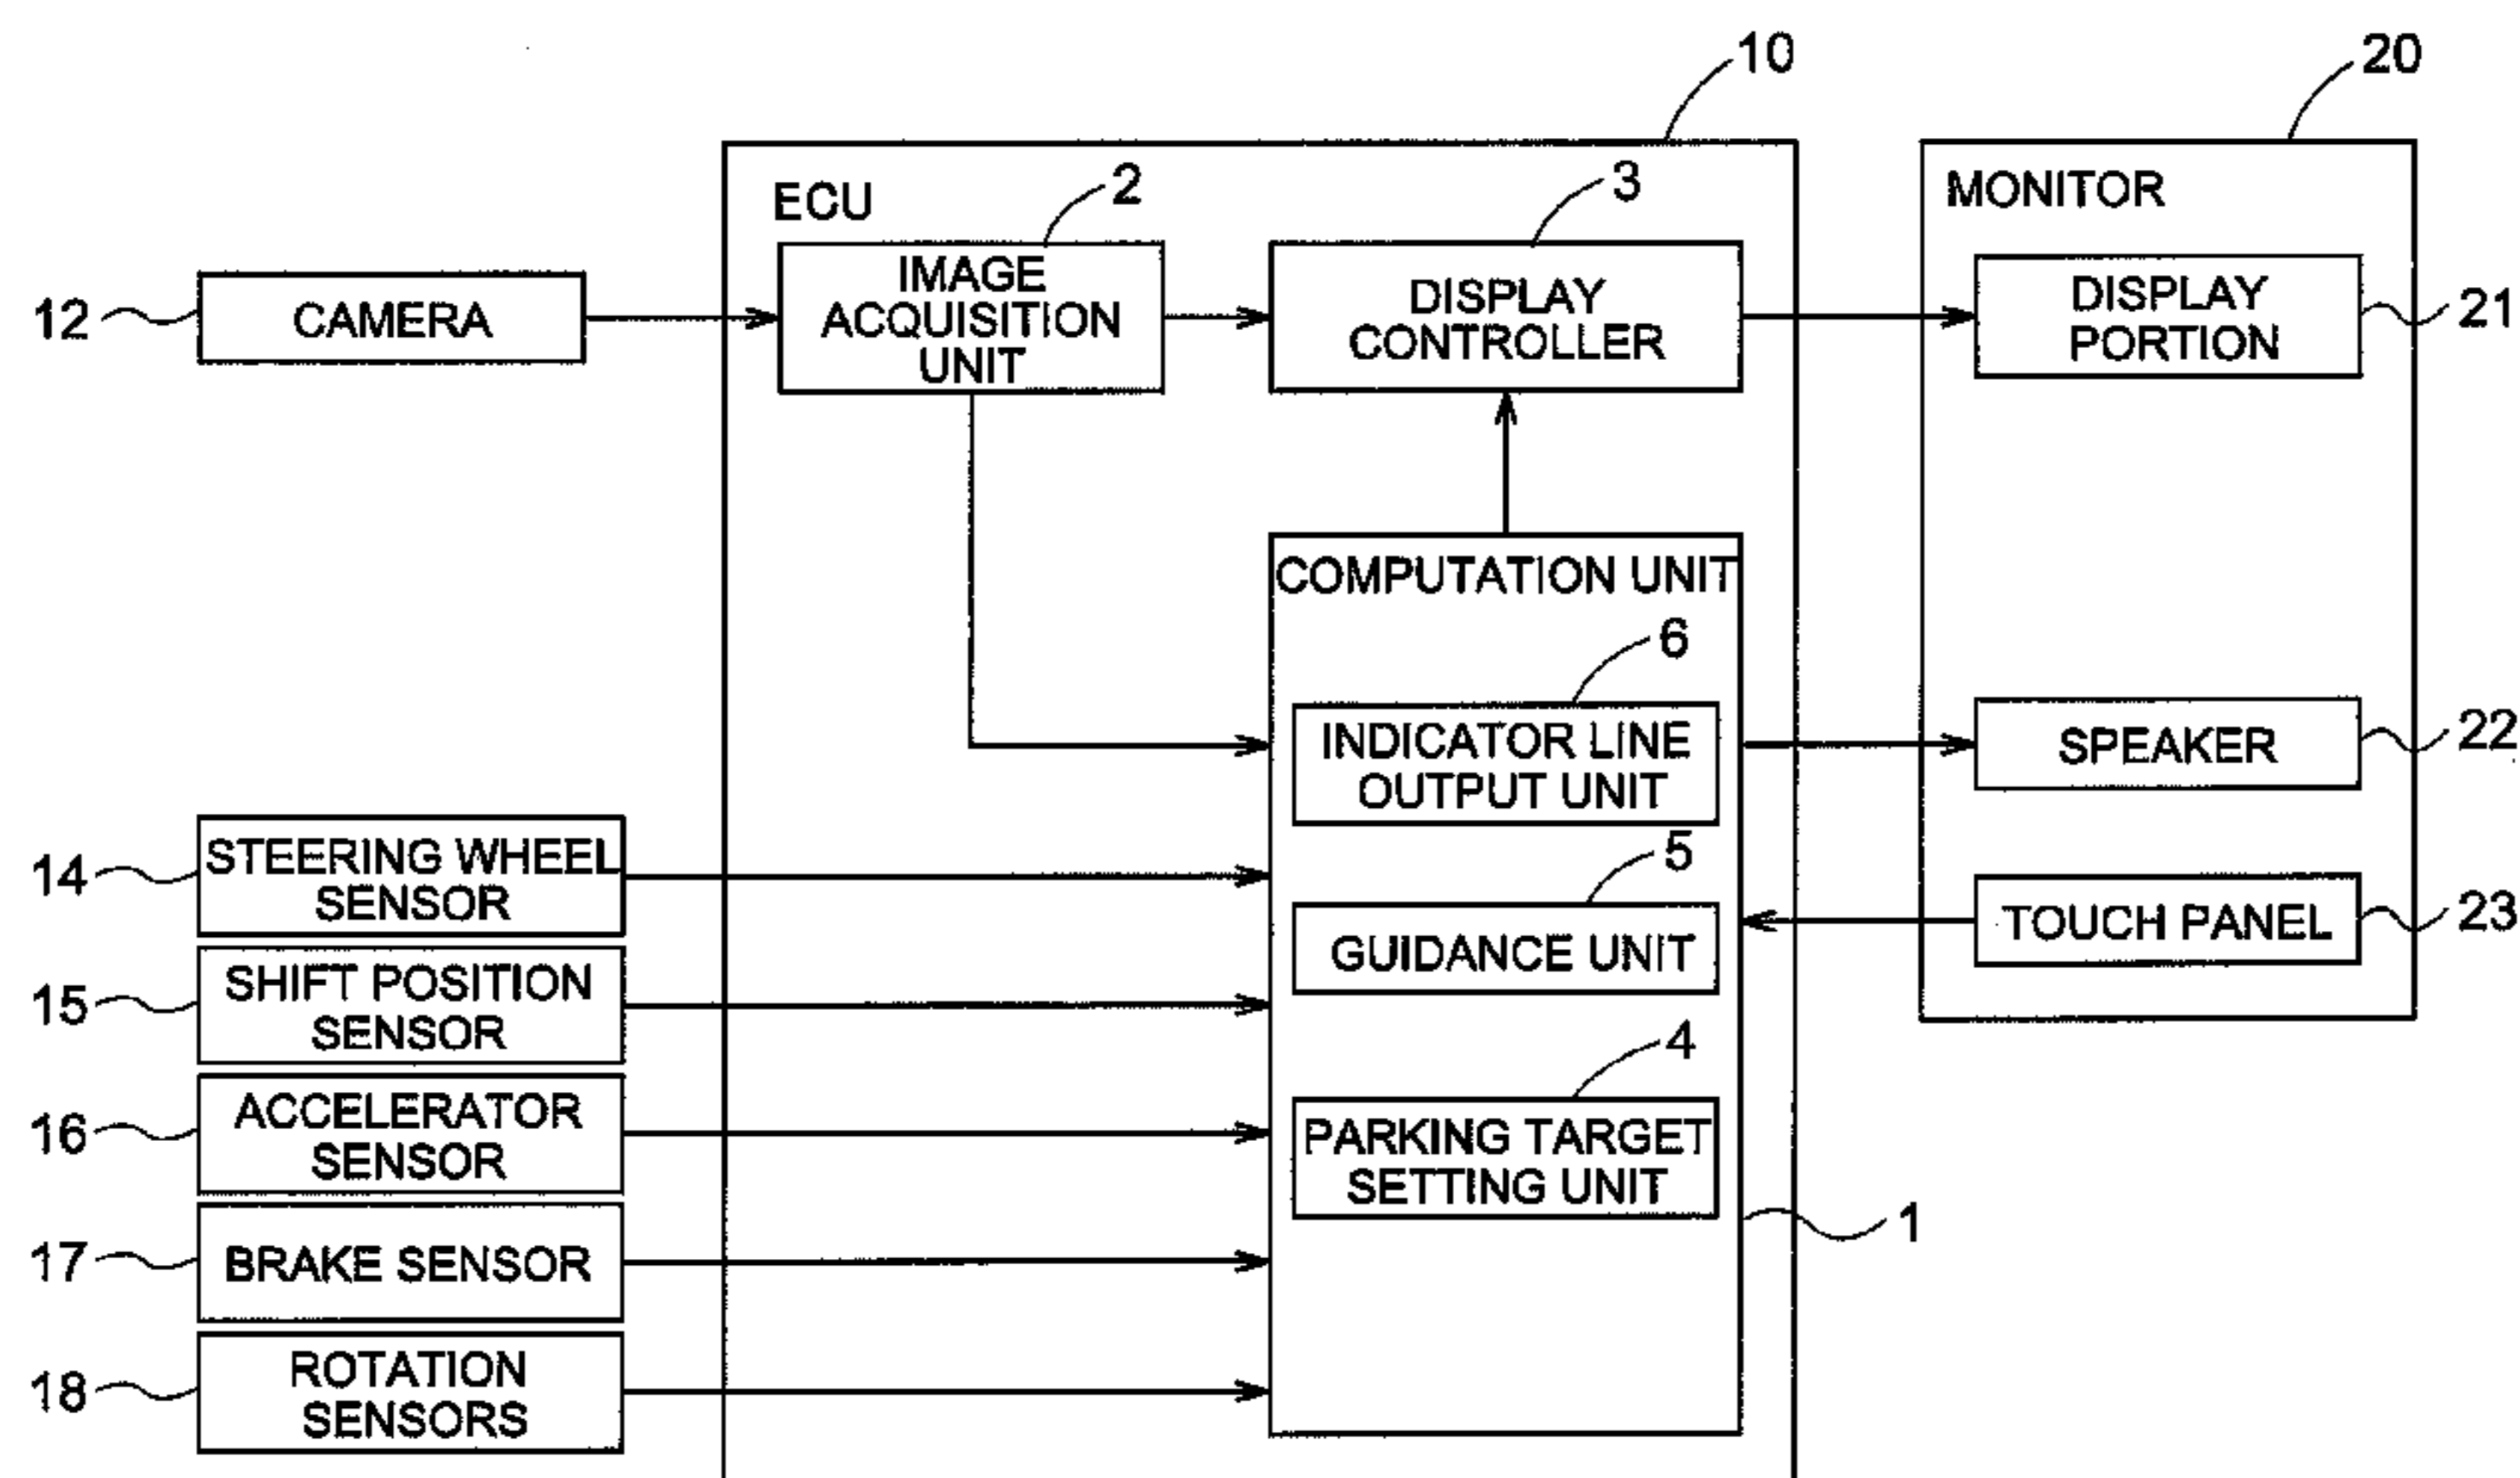 10
20
ECU
2
3
MONITOR
12
CAMERA
IMAGE
ACQUISITION
UNIT
DISPLAY
CONTROLLER
DISPLAY
PORTION
21
COMPUTATION UNIT
6
INDICATOR LINE
OUTPUT UNIT
SPEAKER
22
14
STEERING WHEEL
SENSOR
5
GUIDANCE UNIT
TOUCH PANEL
23
15
SHIFT POSITION
SENSOR
4
16
ACCELERATOR
SENSOR
PARKING TARGET
SETTING UNIT
1
17
BRAKE SENSOR
18
ROTATION
SENSORS